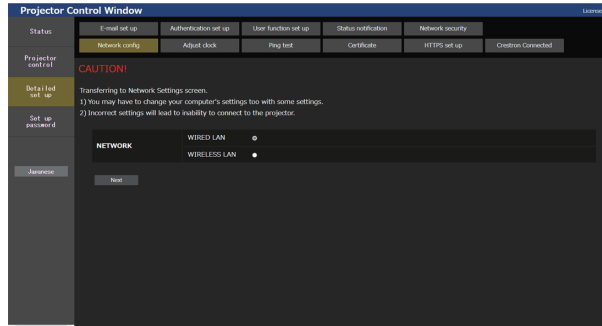 Projector Control Window
License
Status
E-mail set up
Authentication set up
User function set up
Status notification
Network security
Network config
Adjust clock
Ping test
Certificate
HTTPS set up
Crestron Connected
Projector
control
CAUTION!
Detailed
set up
Transferring to Network Settings screen.
1) You may have to change your computer's settings too with some settings.
2) Incorrect settings will lead to inability to connect to the projector.
Set up
password
NETWORK
WIRED LAN
WIRELESS LAN
Japanese
Next